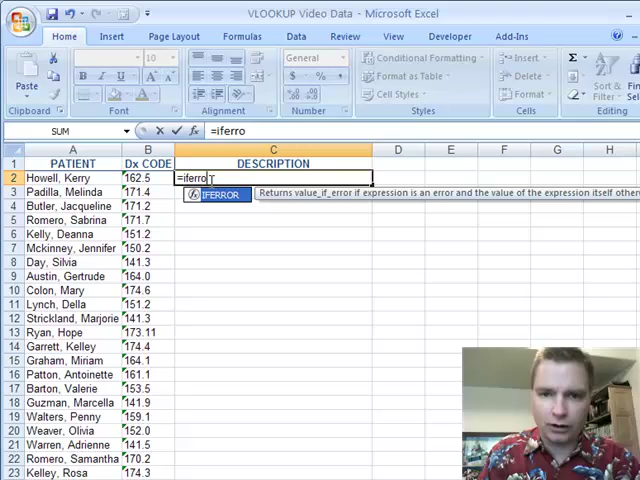 VLOOKUP Video Data - Microsoft Excel
Home Insert Page Layout Formulas Data Review View Developer Add-Ins
Paste
Clipboard
B I U
A A
Font
Alignment
General
$ % ,
Number
Conditional Formatting
Format as Table
Cell Styles
Styles
Insert
Delete
Format
Cells
Σ
Sor
Filt
E
SUM fx =iferro
A B C D E F G H
1 PATIENT Dx CODE DESCRIPTION
2 Howell, Kerry 162.5 =iferro
fx IFERROR Returns value_if_error if expression is an error and the value of the expression itself other
3 Padilla, Melinda 171.4
4 Butler, Jacqueline 171.2
5 Romero, Sabrina 171.7
6 Kelly, Deanna 151.2
7 Mckinney, Jennifer 150.2
8 Day, Silvia 141.3
9 Austin, Gertrude 164.0
10 Colon, Mary 174.6
11 Lynch, Della 151.2
12 Strickland, Marjorie 141.3
13 Ryan, Hope 173.11
14 Garrett, Kelley 174.4
15 Graham, Miriam 164.1
16 Patton, Antoinette 161.1
17 Barton, Valerie 153.5
18 Guzman, Marcella 141.9
19 Walters, Penny 159.1
20 Weaver, Olivia 152.0
21 Warren, Adrienne 141.5
22 Romero, Samantha 170.2
23 Kelley, Rosa 174.3